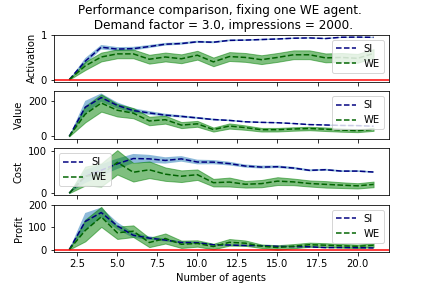 Performance comparison, fixing one WE agent.
Demand factor = 3.0, impressions = 2000.
Activation
1
0
SI
WE
Value
200
0
SI
WE
Cost
100
0
SI
WE
Profit
200
100
0
SI
WE
2.5 5.0 7.5 10.0 12.5 15.0 17.5 20.0
Number of agents